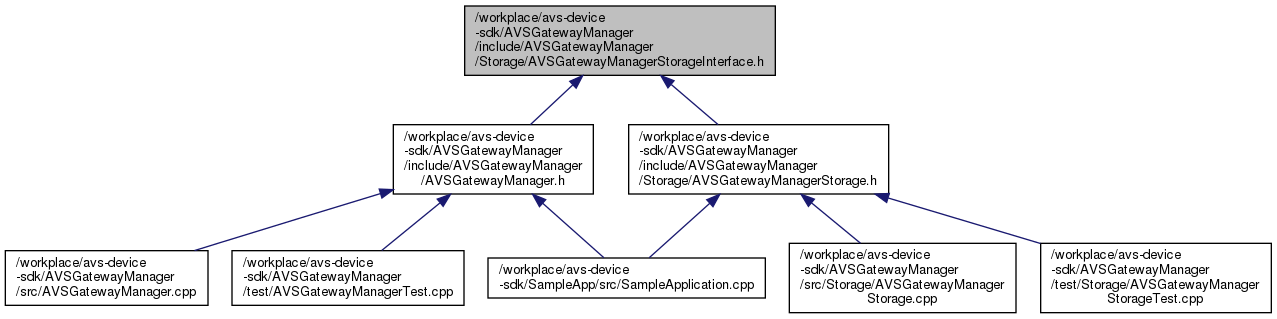 /workplace/avs-device
-sdk/AVSGatewayManager
/include/AVSGatewayManager
/Storage/AVSGatewayManagerStorageInterface.h
/workplace/avs-device
-sdk/AVSGatewayManager
/include/AVSGatewayManager
/AVSGatewayManager.h
/workplace/avs-device
-sdk/AVSGatewayManager
/include/AVSGatewayManager
/Storage/AVSGatewayManagerStorage.h
/workplace/avs-device
-sdk/AVSGatewayManager
/src/AVSGatewayManager.cpp
/workplace/avs-device
-sdk/AVSGatewayManager
/test/AVSGatewayManagerTest.cpp
/workplace/avs-device
-sdk/SampleApp/src/SampleApplication.cpp
/workplace/avs-device
-sdk/AVSGatewayManager
/src/Storage/AVSGatewayManager
Storage.cpp
/workplace/avs-device
-sdk/AVSGatewayManager
/test/Storage/AVSGatewayManager
StorageTest.cpp